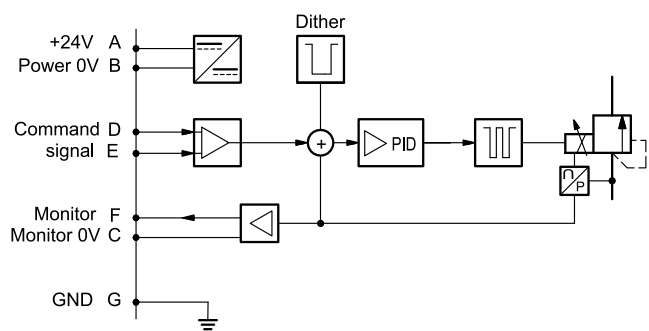 Dither
+24V A
Power 0V B
Command D
signal E
+
PID
Monitor F
Monitor 0V C
P
GND G